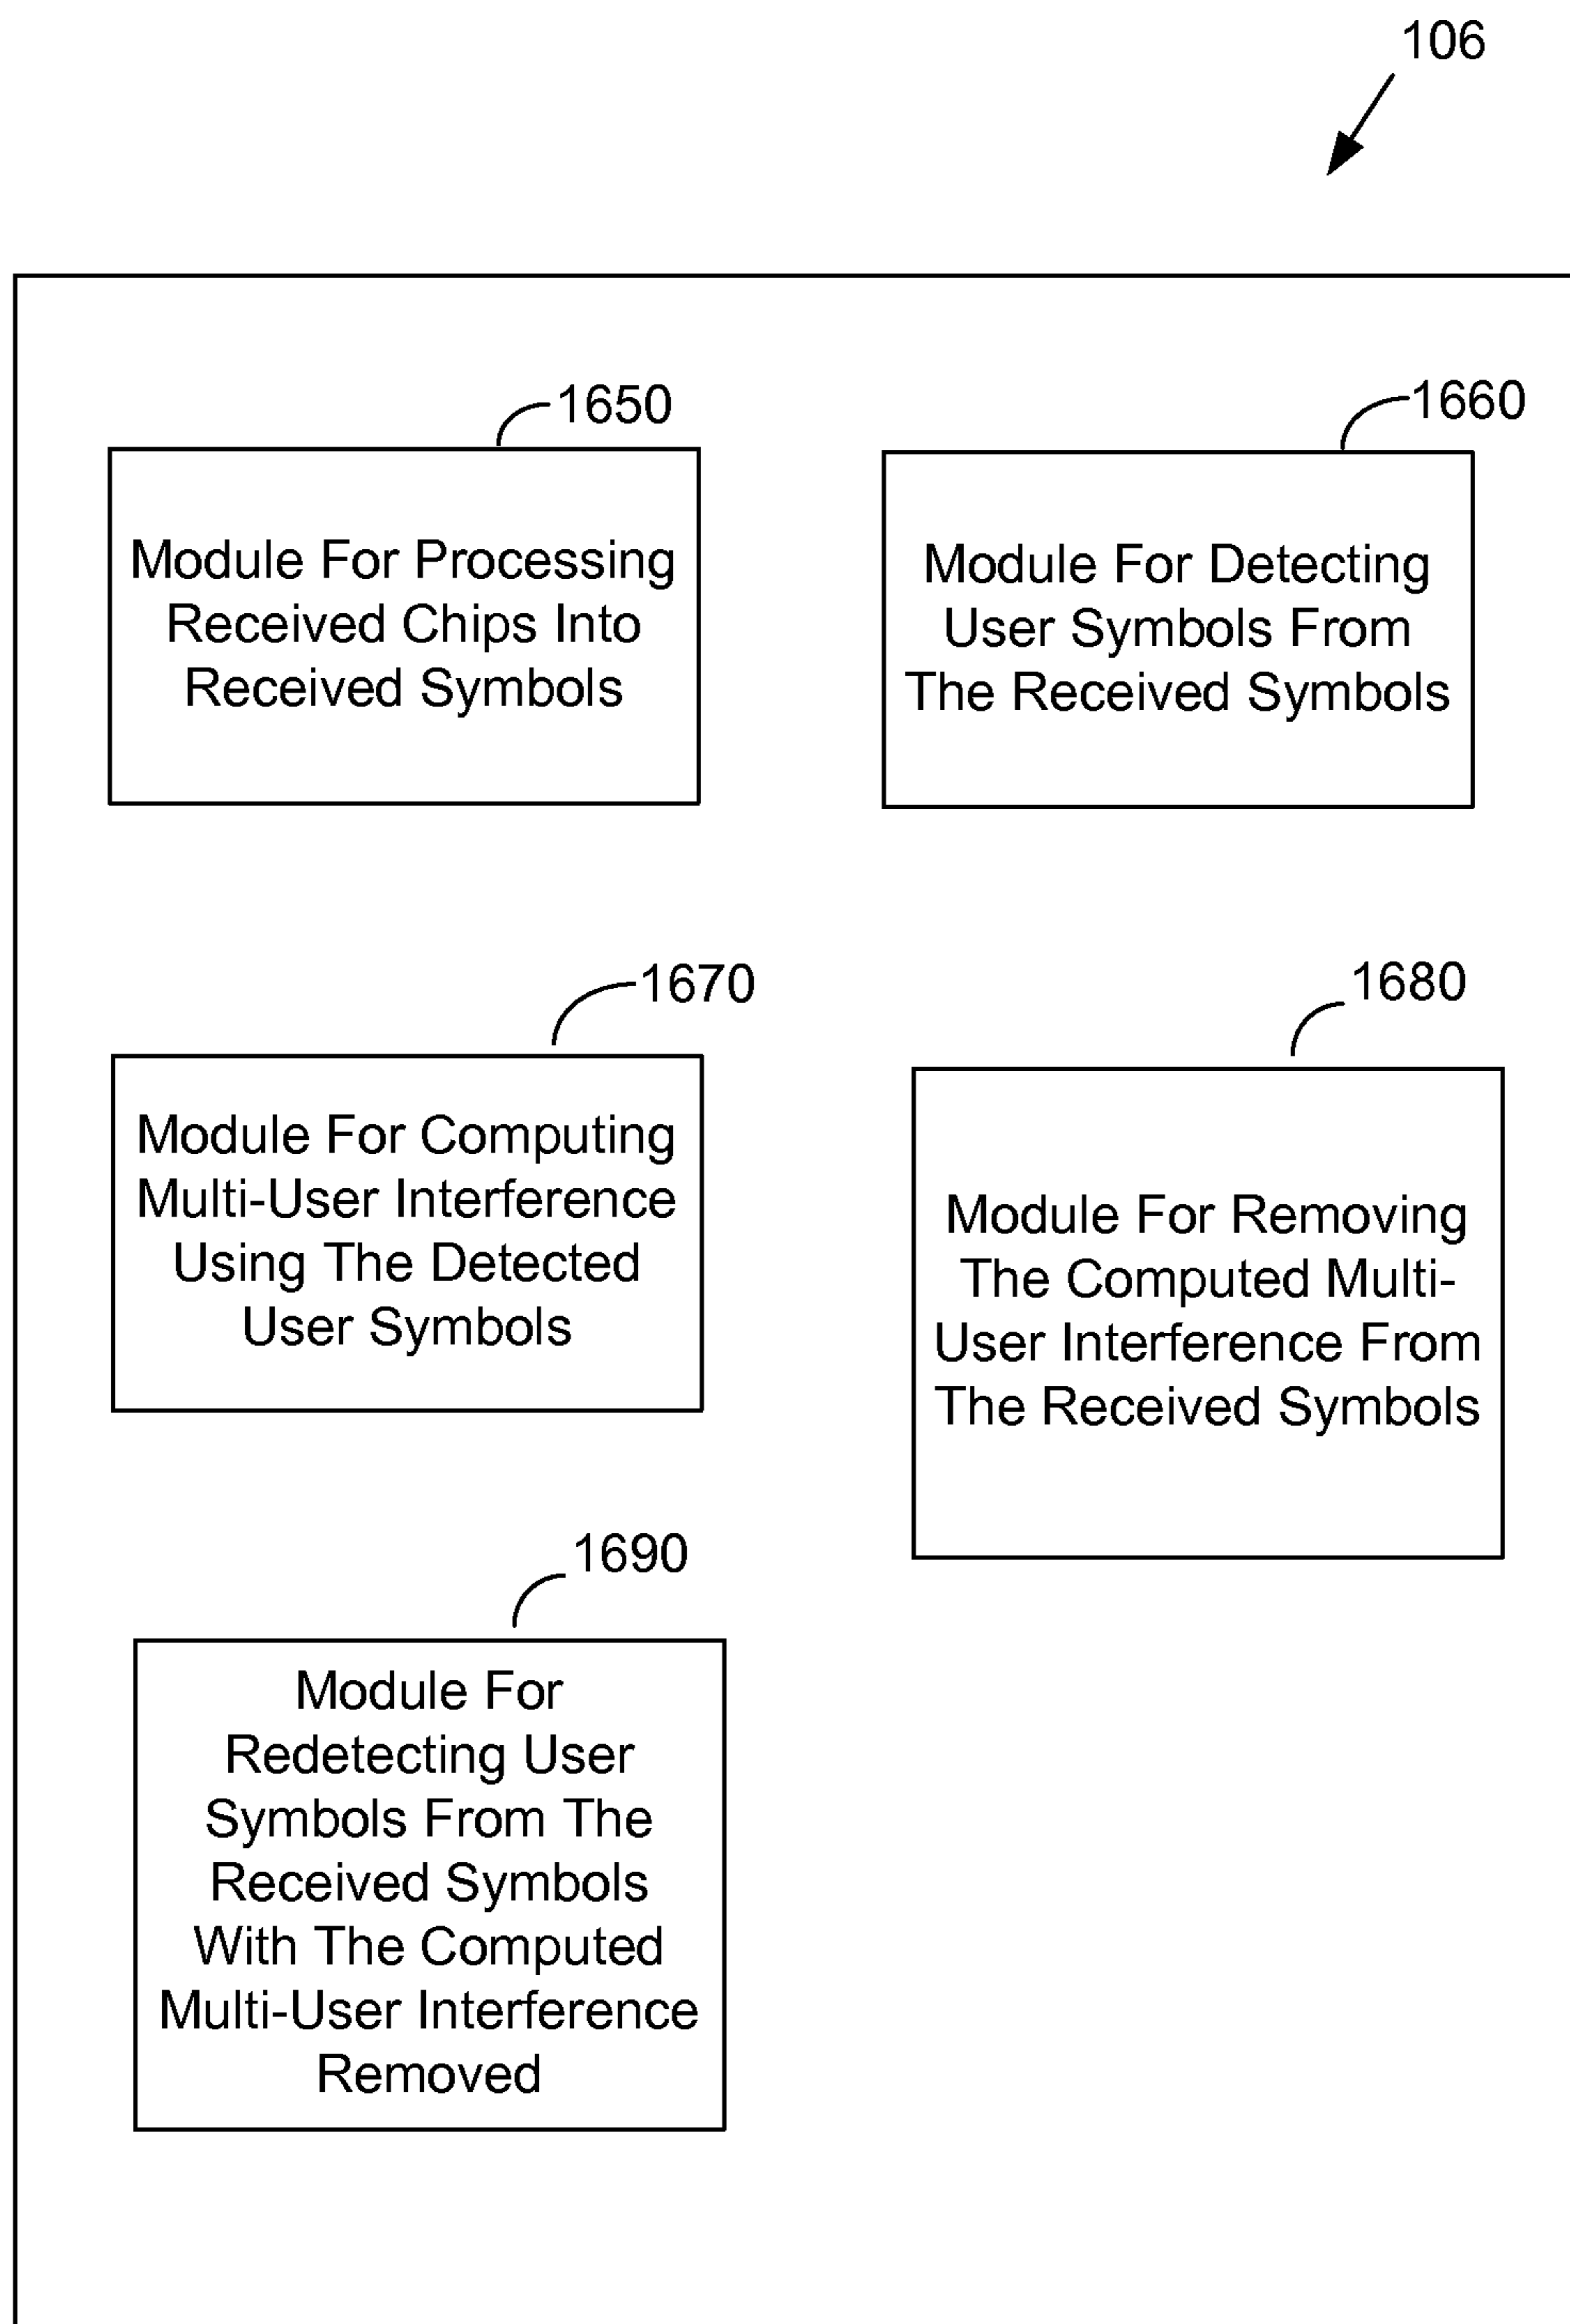 106
1650
Module For Processing
Received Chips Into
Received Symbols
1660
Module For Detecting
User Symbols From
The Received Symbols
1670
Module For Computing
Multi-User Interference
Using The Detected
User Symbols
1680
Module For Removing
The Computed Multi-
User Interference From
The Received Symbols
1690
Module For
Redetecting User
Symbols From The
Received Symbols
With The Computed
Multi-User Interference
Removed